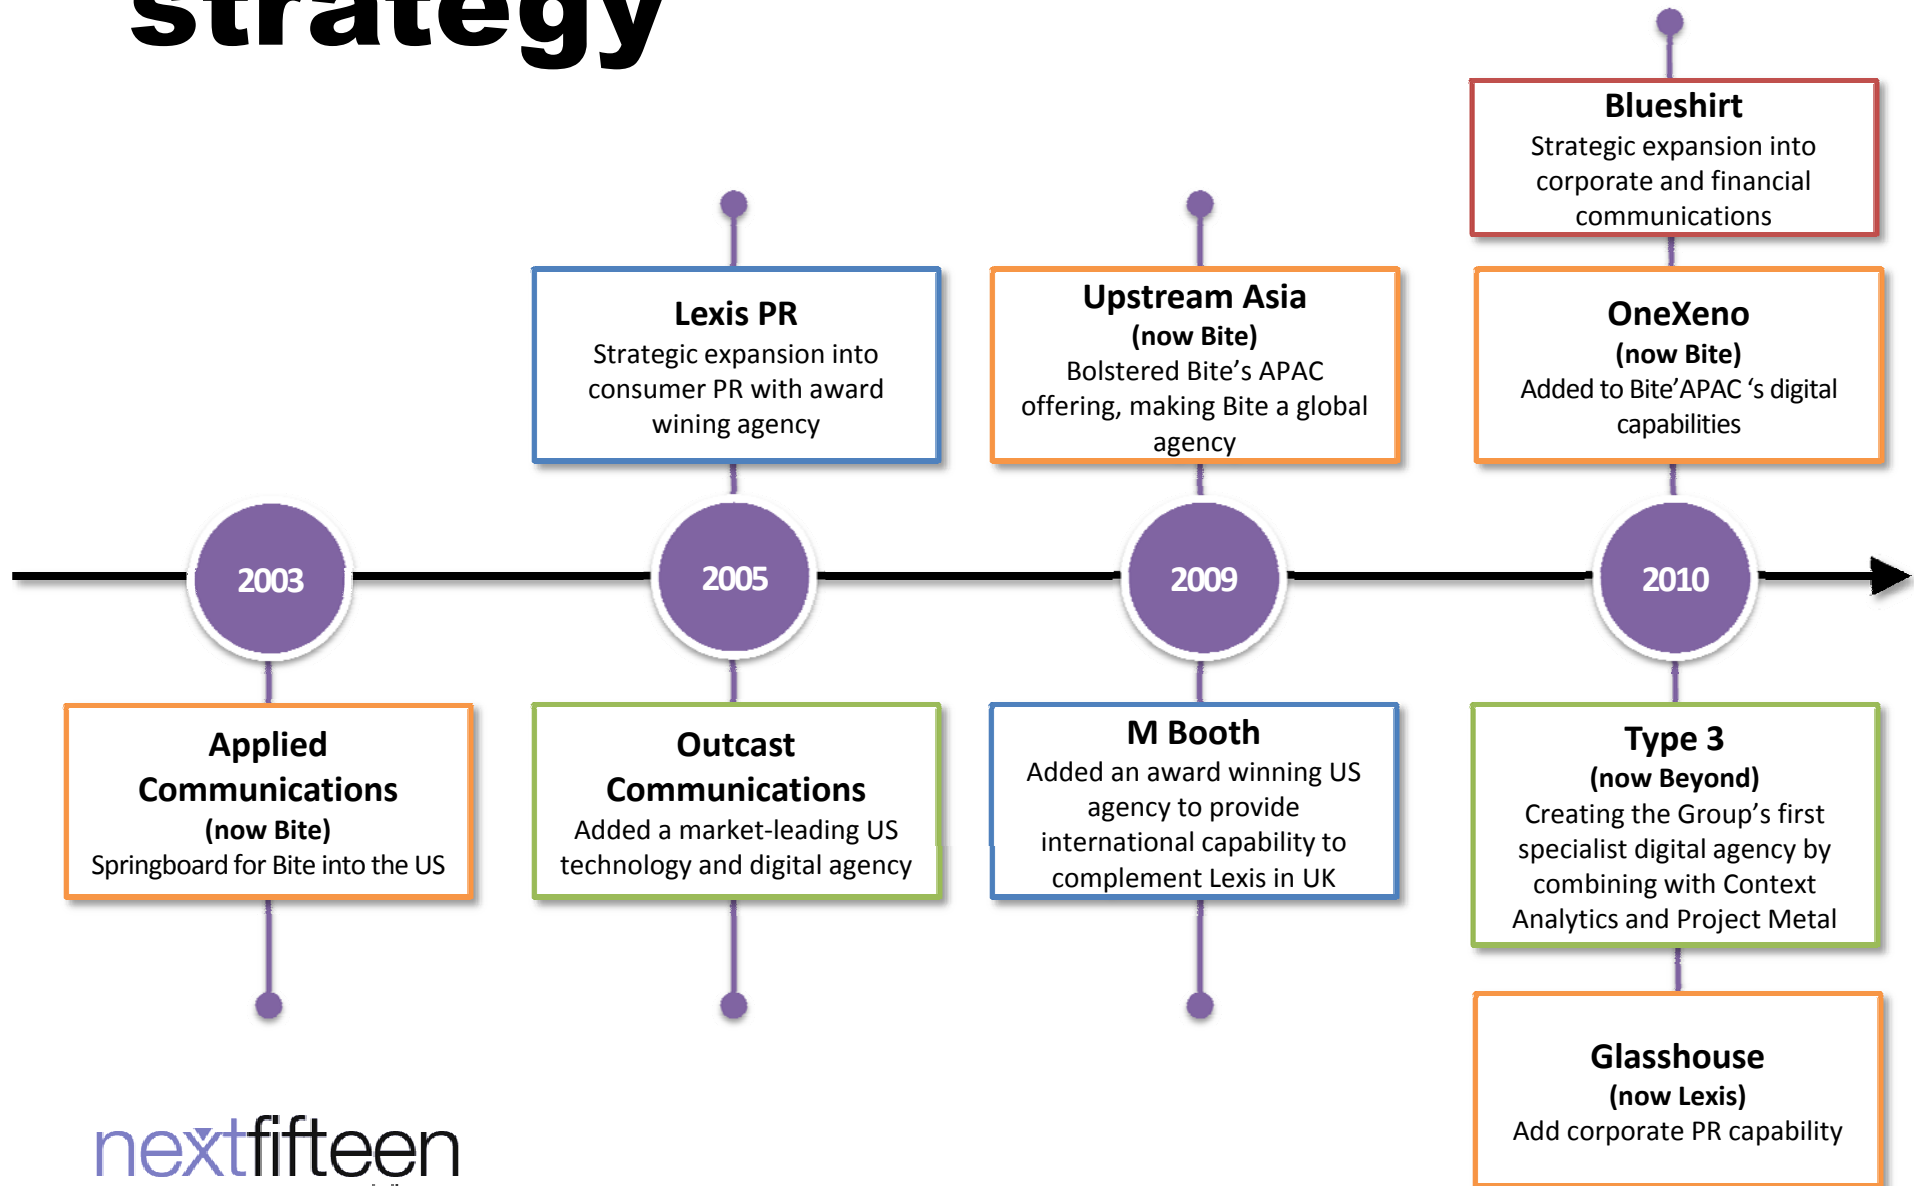 strategy
Blueshirt
Strategic expansion into
corporate and financial
communications
Lexis PR
Strategic expansion into
consumer PR with award
wining agency
Upstream Asia
(now Bite)
Bolstered Bite’s APAC
offering, making Bite a global
agency
OneXeno
(now Bite)
Added to Bite’APAC ‘s digital
capabilities
2003
2005
2009
2010
Applied
Communications
(now Bite)
Springboard for Bite into the US
Outcast
Communications
Added a market-leading US
technology and digital agency
M Booth
Added an award winning US
agency to provide
international capability to
complement Lexis in UK
Type 3
(now Beyond)
Creating the Group’s first
specialist digital agency by
combining with Context
Analytics and Project Metal
Glasshouse
(now Lexis)
Add corporate PR capability
nextfifteen